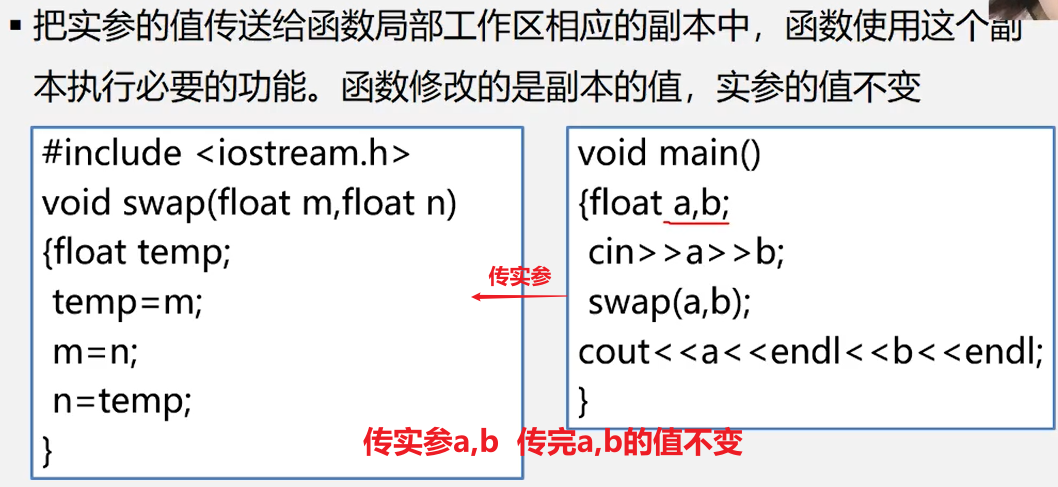 ▪ 把实参的值传送给函数局部工作区相应的副本中，函数使用这个副
本执行必要的功能。函数修改的是副本的值，实参的值不变
#include <iostream.h>
void swap(float m,float n)
{float temp;
temp=m;
m=n;
n=temp;
}
传实参
void main()
{float a,b;
cin>>a>>b;
swap(a,b);
cout<<a<<endl<<b<<endl;
}
传实参a,b 传完a,b的值不变